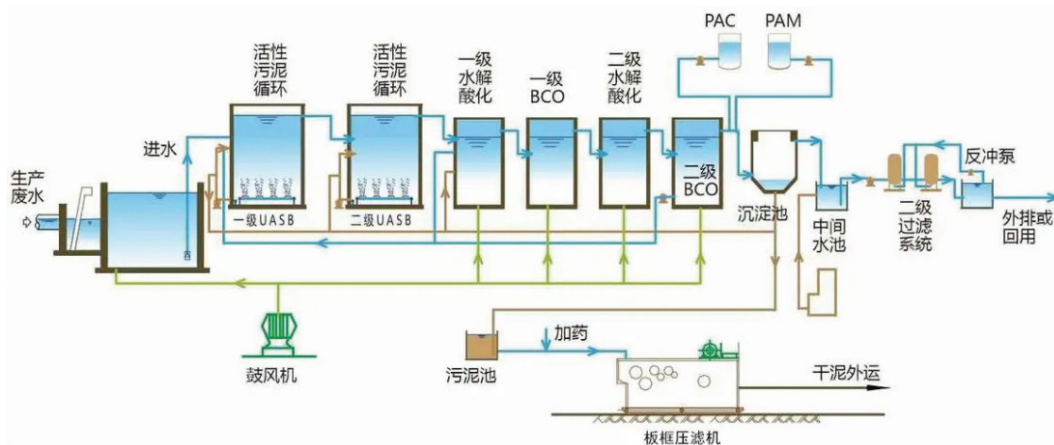 PAC
PAM
活性
污泥
循环
活性
污泥
循环
一级
水解
酸化
一级
BCO
二级
水解
酸化
进水
生产
废水
一级UASB
二级UASB
二级
BCO
沉淀池
中间
水池
二级
过滤
系统
反冲泵
外排或
回用
鼓风机
污泥池
加药
干泥外运
板框压滤机